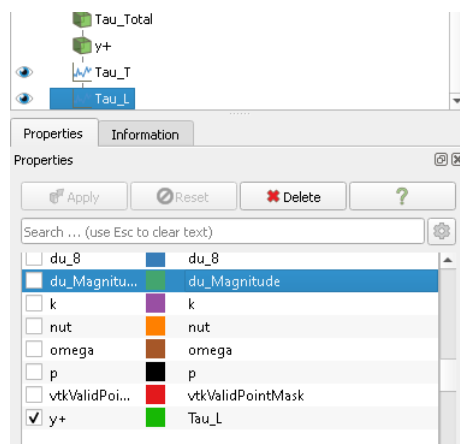 Tau_Total
y+
Tau_T
Tau_L
Properties Information
Properties
Apply Reset Delete ?
Search ... (use Esc to clear text)
du_8 du_8
du_Magnitu... du_Magnitude
k k
nut nut
omega omega
p p
vtkValidPoi... vtkValidPointMask
y+ Tau_L